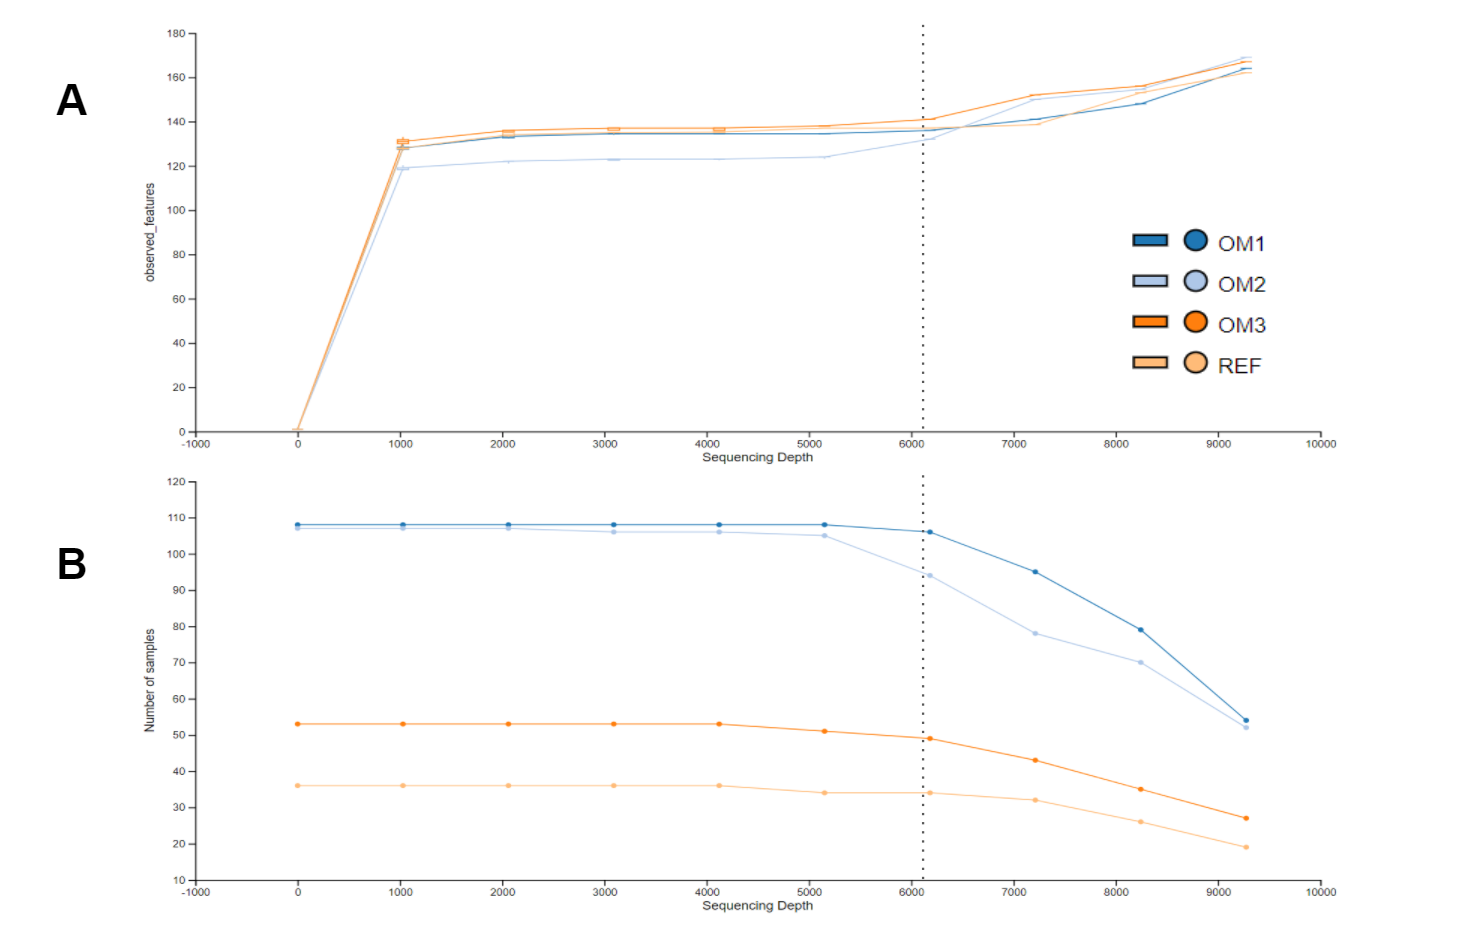 A
180
160
140
120
100
80
60
40
20
0
observed_features
-1000 0 1000 2000 3000 4000 5000 6000 7000 8000 9000 10000
Sequencing Depth
OM1
OM2
OM3
REF
B
120
110
100
90
80
70
60
50
40
30
20
10
Number of samples
-1000 0 1000 2000 3000 4000 5000 6000 7000 8000 9000 10000
Sequencing Depth